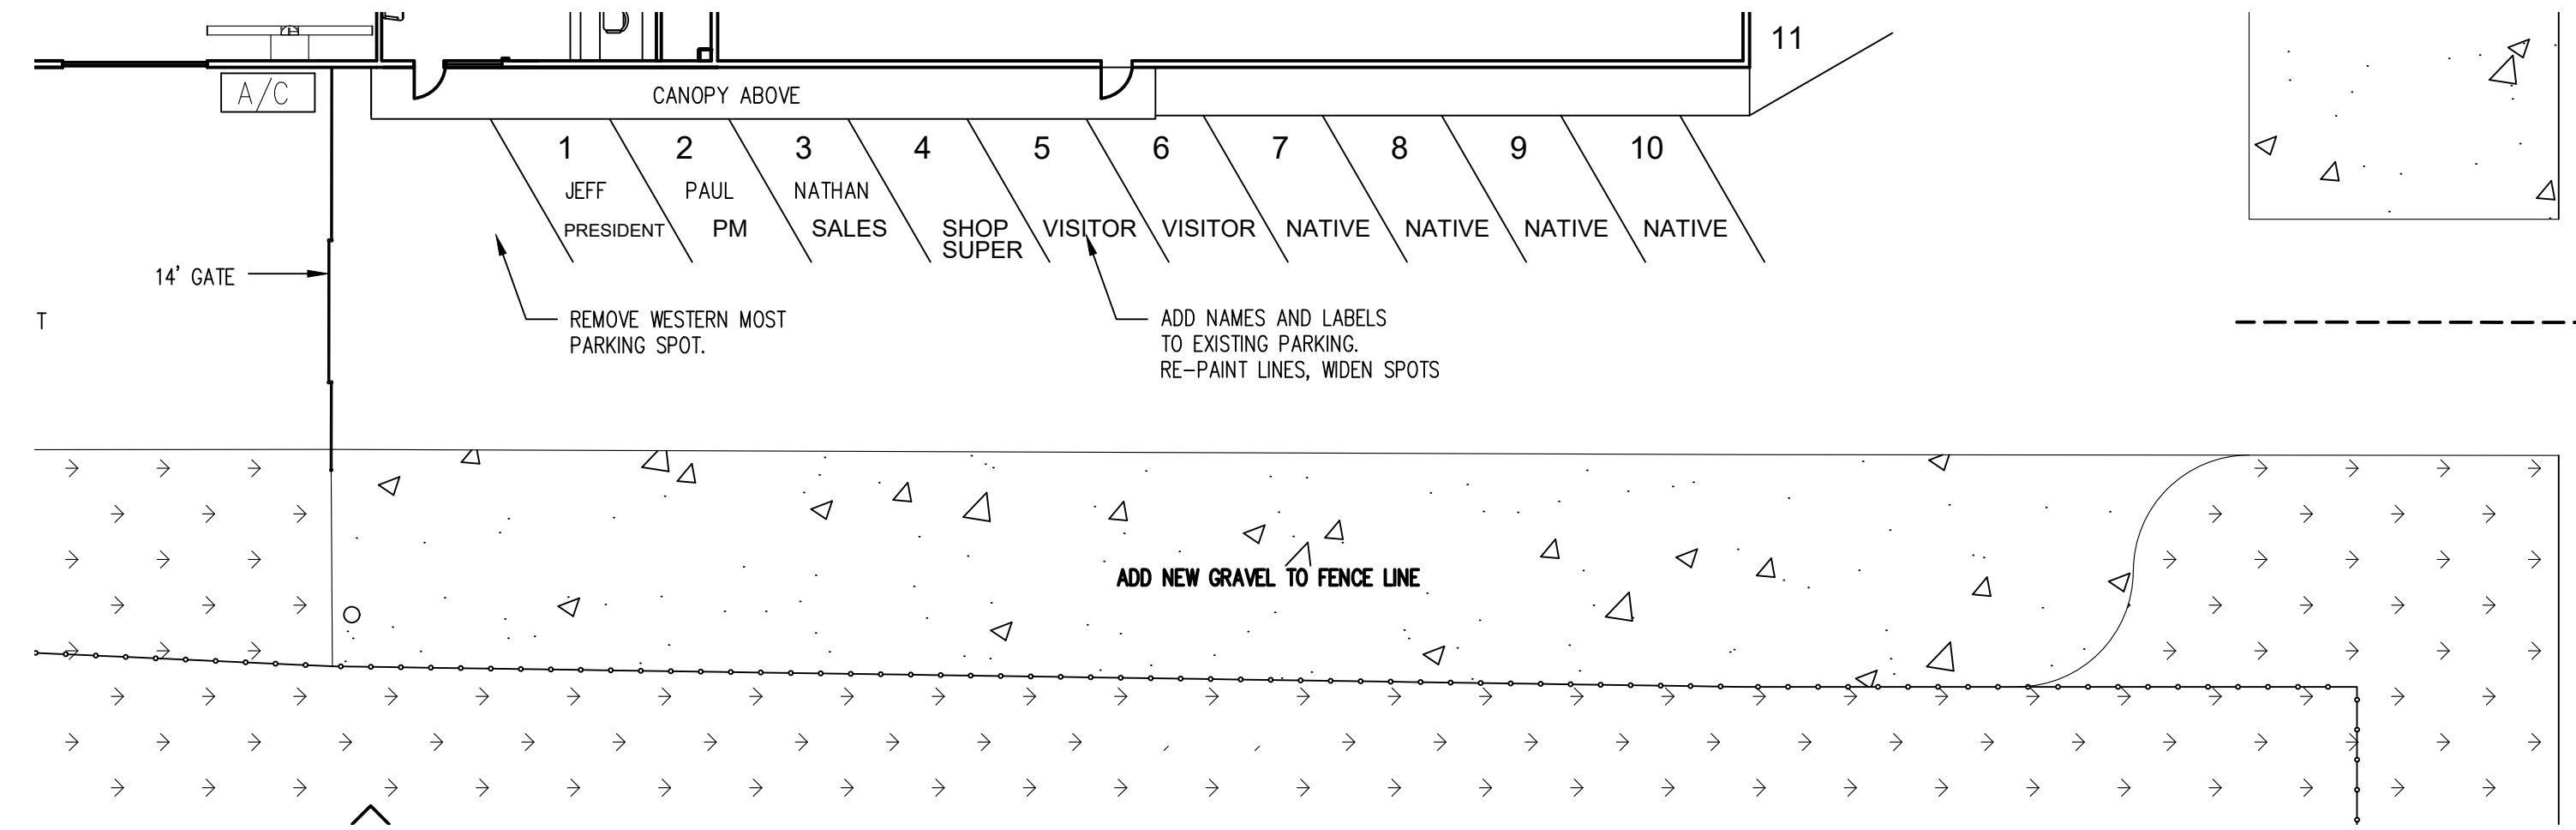 11
A/C
CANOPY ABOVE
1 2 3 4 5 6 7 8 9 10
JEFF PAUL NATHAN
PRESIDENT PM SALES SHOP SUPER VISITOR VISITOR NATIVE NATIVE NATIVE NATIVE
14' GATE
T
REMOVE WESTERN MOST
PARKING SPOT.
ADD NAMES AND LABELS
TO EXISTING PARKING.
RE-PAINT LINES, WIDEN SPOTS
ADD NEW GRAVEL TO FENCE LINE